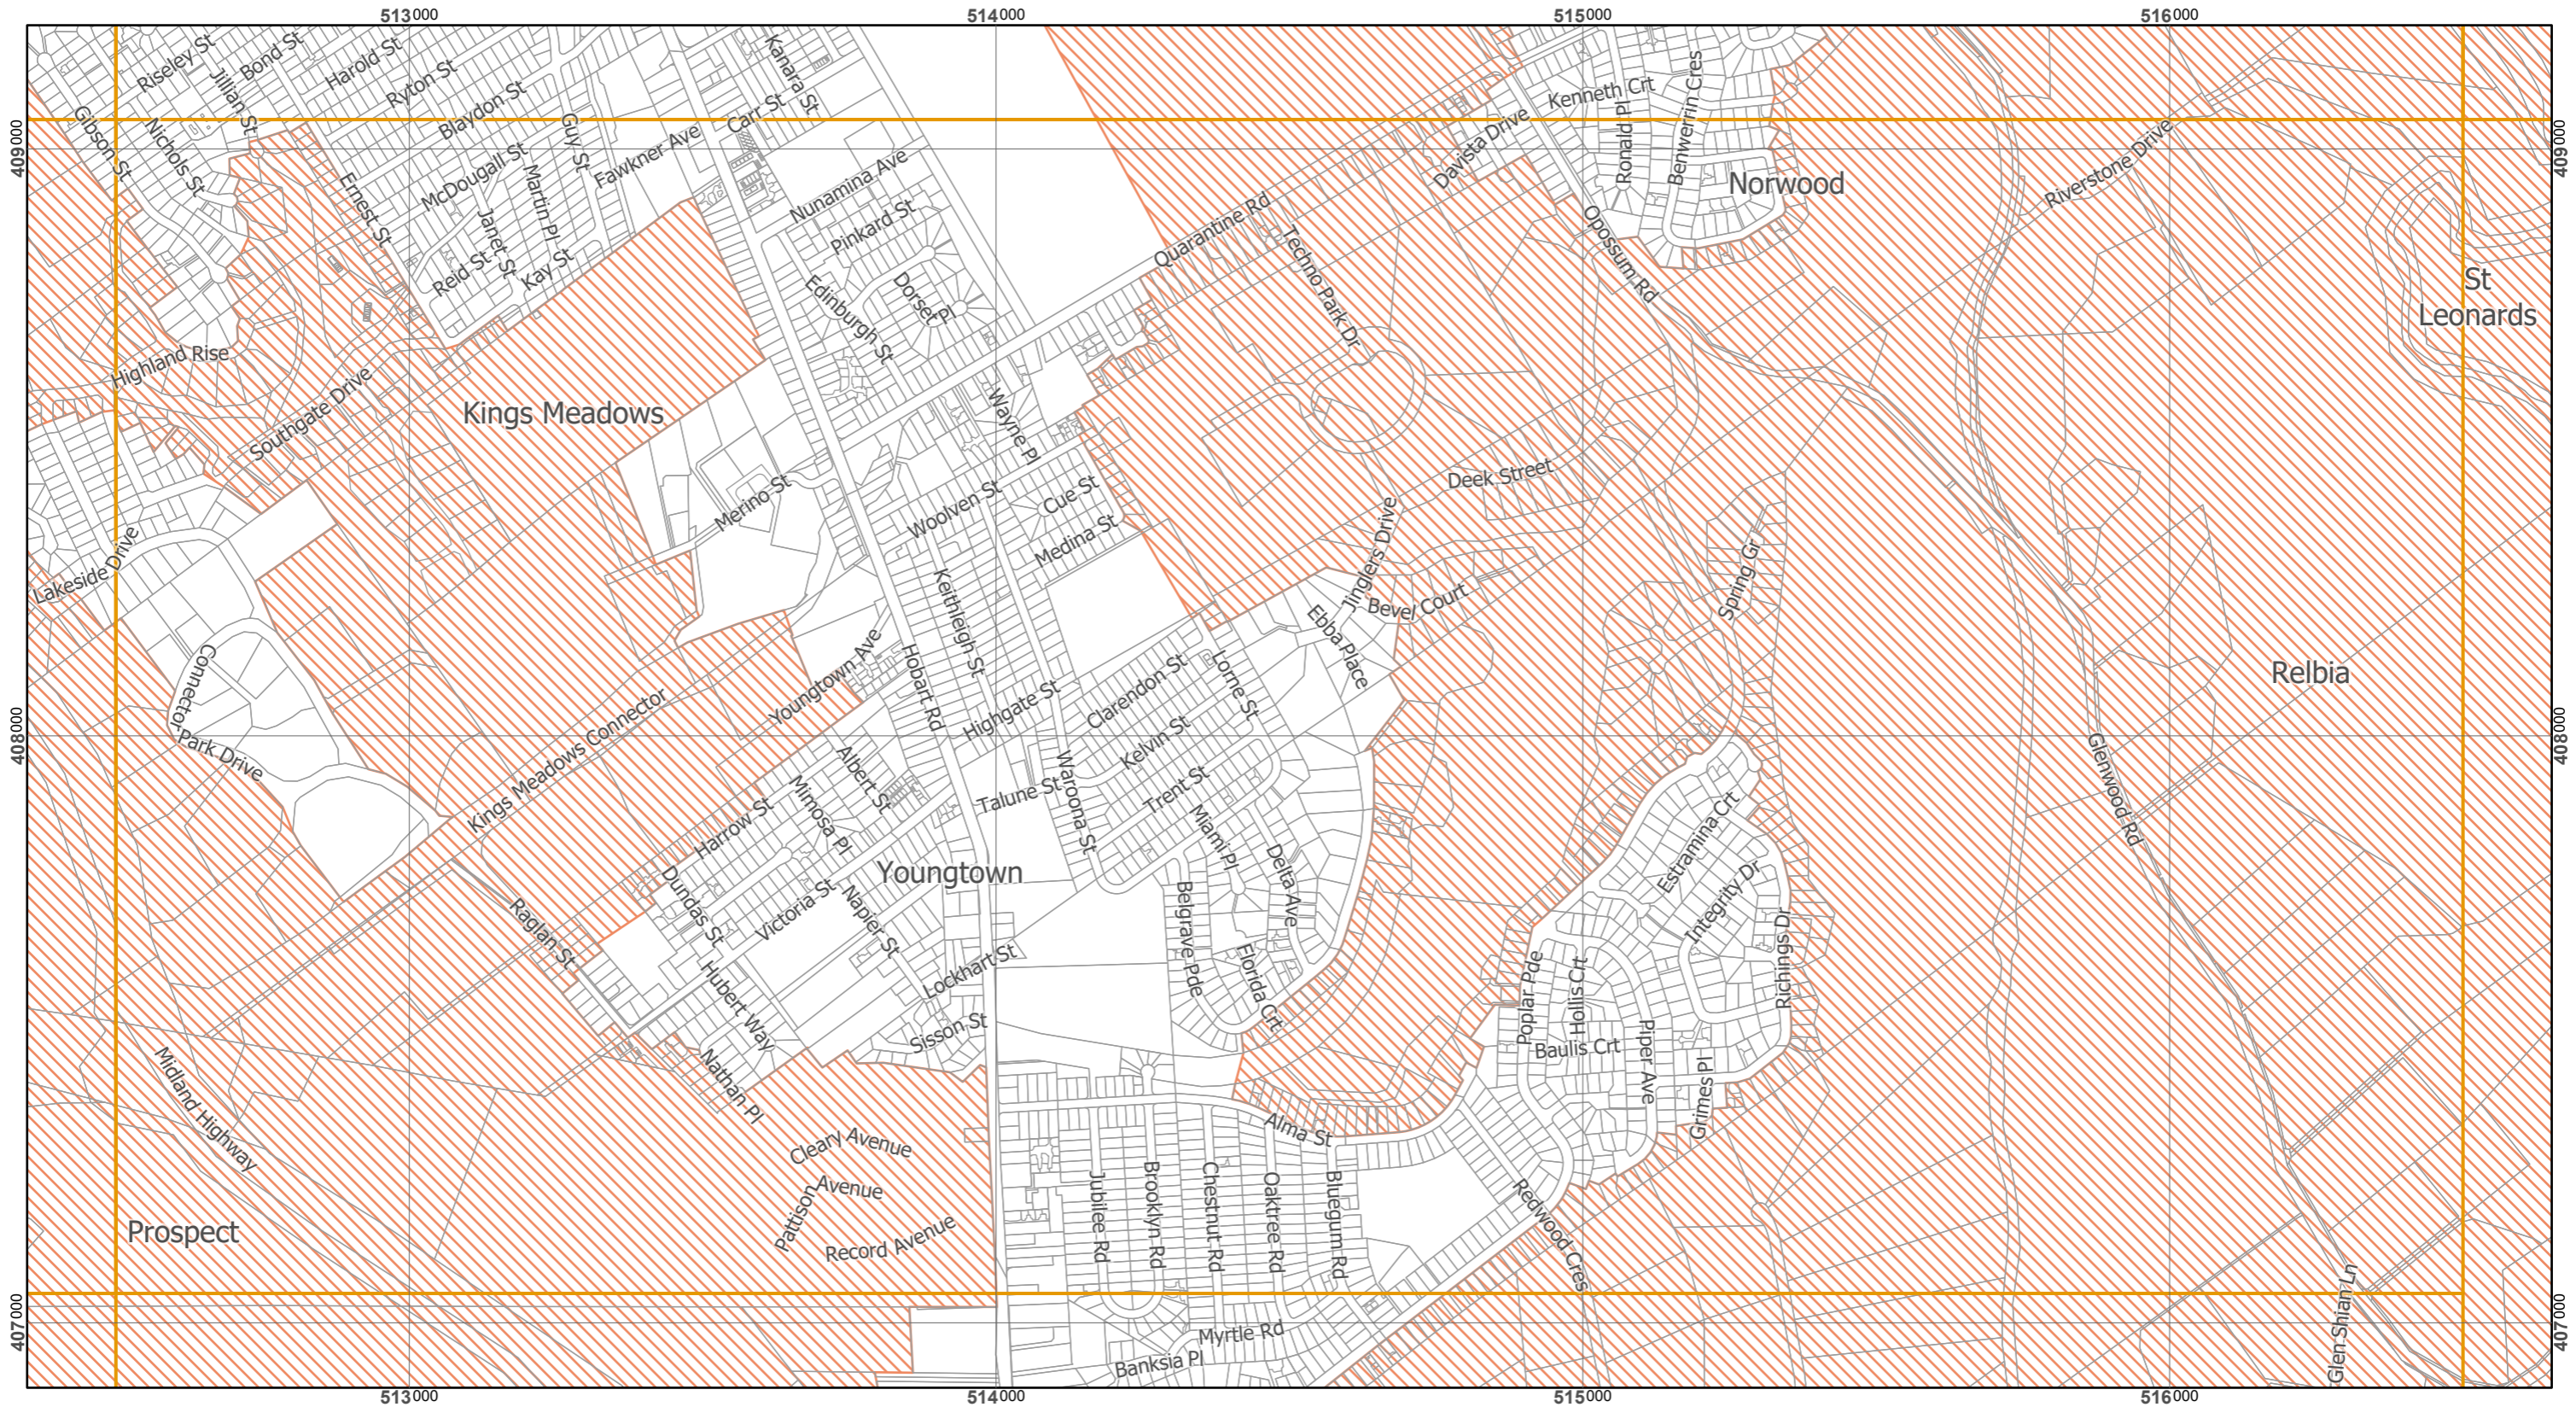 513000
514000
515000
516000
Riseley St
Bond St
Harold St
Jillian St
Ryton St
Kanara St
Blaydon St
Carr St
Kenneth Crt
Ronald Pl
Benwerrin Cres
Gibson St
Nichols St
Guy St
Fawkner Ave
Davista Drive
409000
409000
McDougall St
Martin Pl
Ernest St
Janet St
Nunamina Ave
Pinkard St
Quarantine Rd
Norwood
Riverstone Drive
Reid St
Kay St
Opossum Rd
Techno Park Dr
St
Leonards
Dorset Pl
Edinburgh St
Highland Rise
Southgate Drive
Kings Meadows
Wayne Pl
Merino St
Woolven St
Cue St
Medina St
Deek Street
Jinglers Drive
Spring Gr
Lakeside Drive
Bevel Court
Ebba Place
Keithleigh St
Youngtown Ave
Hobart Rd
Connector
Park Drive
Kings Meadows Connector
Highgate St
Clarendon St
Lorne St
Kelvin St
Relbia
408000
408000
Albert St
Mimosa Pl
Harrow St
Talune St
Waroona St
Trent St
Miami Pl
Glenwood Rd
Estramina Crt
Youngtown
Delta Ave
Dundas St
Victoria St
Napier St
Raglan St
Belgrave Pde
Integrity Dr
Richings Dr
Hubert Way
Lockhart St
Florida Crt
Poplar Pde
Hollis Crt
Sisson St
Baulis Crt
Piper Ave
Grimes Pl
Midland Highway
Nathan Pl
Cleary Avenue
Alma St
Pattison Avenue
Record Avenue
Prospect
Jubilee Rd
Brooklyn Rd
Chestnut Rd
Oaktree Rd
Bluegum Rd
Redwood Cres
407000
407000
Myrtle Rd
Banksia Pl
Glen Shian Ln
513000
514000
515000
516000